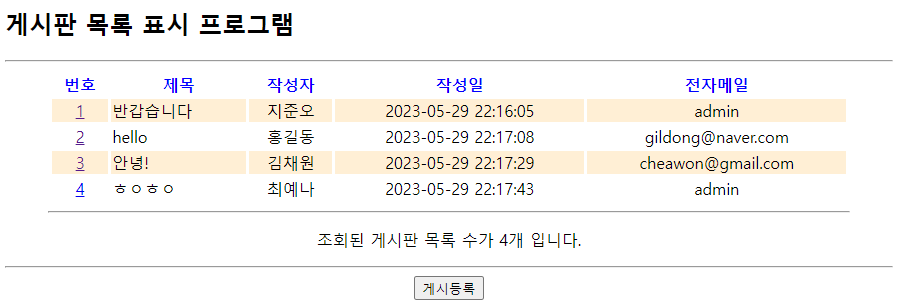 게시판 목록 표시 프로그램
번호 제목 작성자 작성일 전자메일
1 반갑습니다 지준오 2023-05-29 22:16:05 admin
2 hello 홍길동 2023-05-29 22:17:08 gildong@naver.com
3 안녕! 김채원 2023-05-29 22:17:29 cheawon@gmail.com
4 ㅎㅇㅎㅇ 최예나 2023-05-29 22:17:43 admin
조회된 게시판 목록 수가 4개 입니다.
게시등록